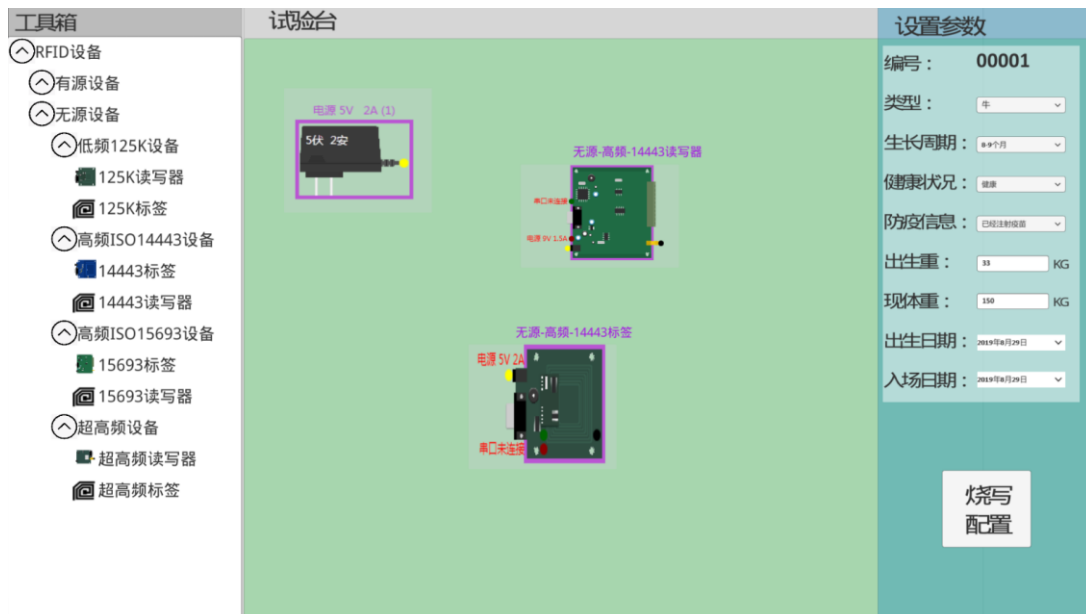 工具箱
RFID设备
有源设备
无源设备
低频125K设备
125K读写器
125K标签
高频ISO14443设备
14443标签
14443读写器
高频ISO15693设备
15693标签
15693读写器
超高频设备
超高频读写器
超高频标签
试验台
电源 5V 2A (1)
5伏 2安
无源-高频-14443读写器
串口未连接
电源 9V 1.5A
无源-高频-14443标签
电源 5V 2A
串口未连接
设置参数
编号： 00001
类型： 牛
生长周期： 8-9个月
健康状况： 健康
防疫信息： 已经注射疫苗
出生重： 33 KG
现体重： 150 KG
出生日期： 2019年8月29日
入场日期： 2019年8月29日
烧写
配置